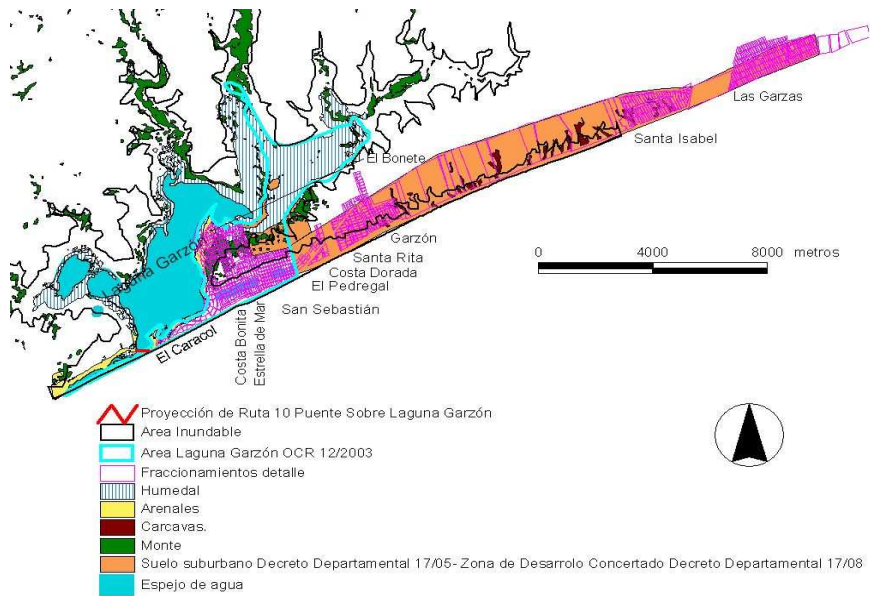 Las Garzas
Santa Isabel
El Bonete
Laguna Garzón
Garzón
Santa Rita
Costa Dorada
El Pedregal
San Sebastián
El Caracol
Costa Bonita
Estrella de Mar
0 4000 8000 metros
Proyección de Ruta 10 Puente Sobre Laguna Garzón
Area Inundable
Area Laguna Garzón OCR 12/2003
Fraccionamientos detalle
Humedal
Arenales
Carcavas.
Monte
Suelo suburbano Decreto Departamental 17/05- Zona de Desarrolo Concertado Decreto Departamental 17/08
Espejo de agua